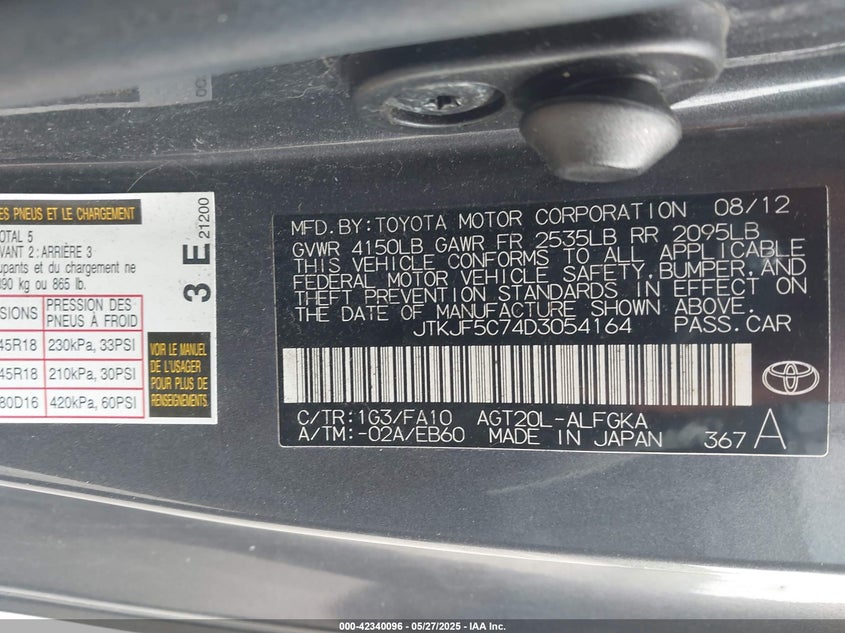 ES PNEUS ET LE CHARGEMENT
OTAL 5
VANT 2 : ARRIÈRE 3
upants et du chargement ne
390 kg ou 865 lb.
SIONS
PRESSION DES
PNEUS À FROID
45R18
230kPa, 33PSI
45R18
210kPa, 30PSI
80D16
420kPa, 60PSI
3 E
21200
VOIR LE MANUEL
DE L'USAGER
POUR PLUS DE
RENSEIGNEMENTS.
MFD. BY: TOYOTA MOTOR CORPORATION 08/12
GVWR 4150LB GAWR FR 2535LB RR 2095LB
THIS VEHICLE CONFORMS TO ALL APPLICABLE
FEDERAL MOTOR VEHICLE SAFETY, BUMPER, AND
THEFT PREVENTION STANDARDS IN EFFECT ON
THE DATE OF MANUFACTURE SHOWN ABOVE.
JTKJF5C74D3054164 PASS. CAR
C/TR: 1G3/FA10 AGT20L-ALFGKA
A/TM: -02A/EB60 MADE IN JAPAN 367 A
000-42340096 - 05/27/2025 - IAA Inc.